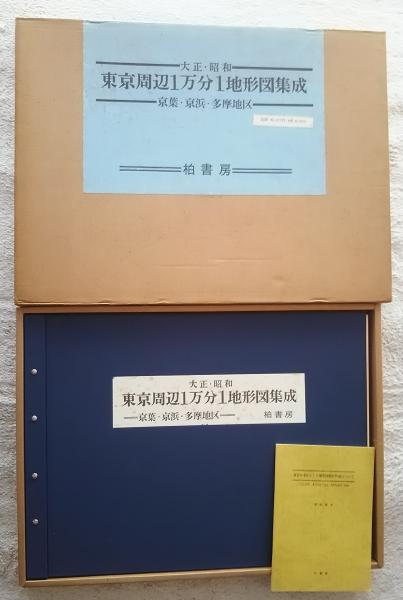 大正・昭和
東京周辺1万分1地形図集成
京葉・京浜・多摩地区
柏書房
大正・昭和
東京周辺1万分1地形図集成
京葉・京浜・多摩地区 柏書房